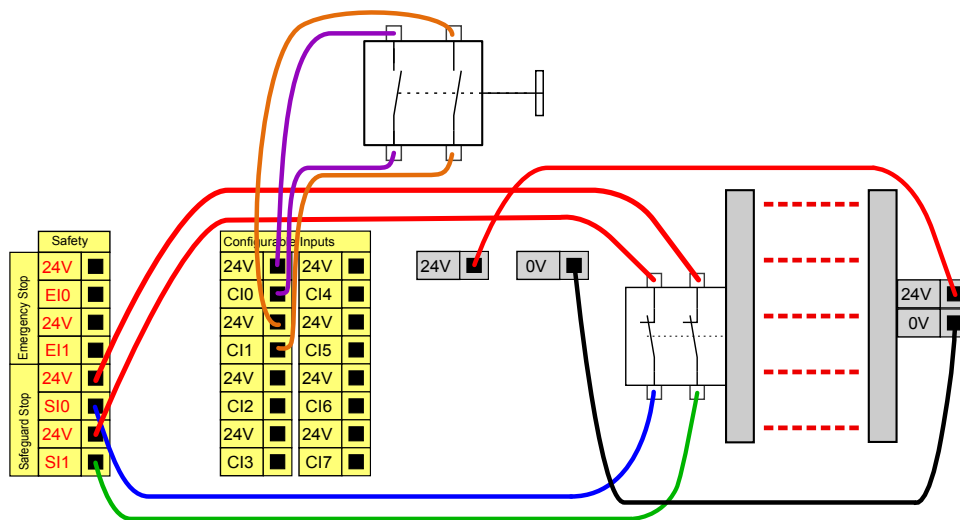 Safety
Emergency Stop
24V
EI0
24V
EI1
Safeguard Stop
24V
SI0
24V
SI1
Configurable Inputs
24V 24V
CI0 CI4
24V 24V
CI1 CI5
24V 24V
CI2 CI6
24V 24V
CI3 CI7
24V
0V
24V
0V